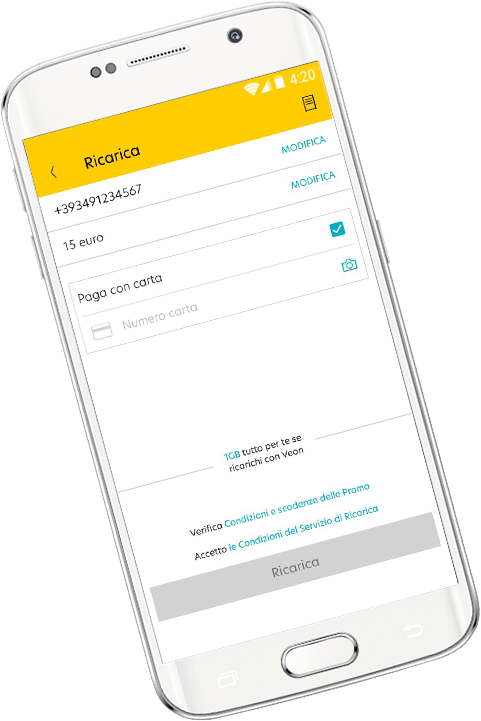 4:20
Ricarica
+393491234567 MODIFICA
15 euro MODIFICA
Paga con carta
Numero carta
1GB tutto per te se
ricarichi con Veon
Verifica Condizioni e scadenze delle Promo
Accetto le Condizioni del Servizio di Ricarica
Ricarica